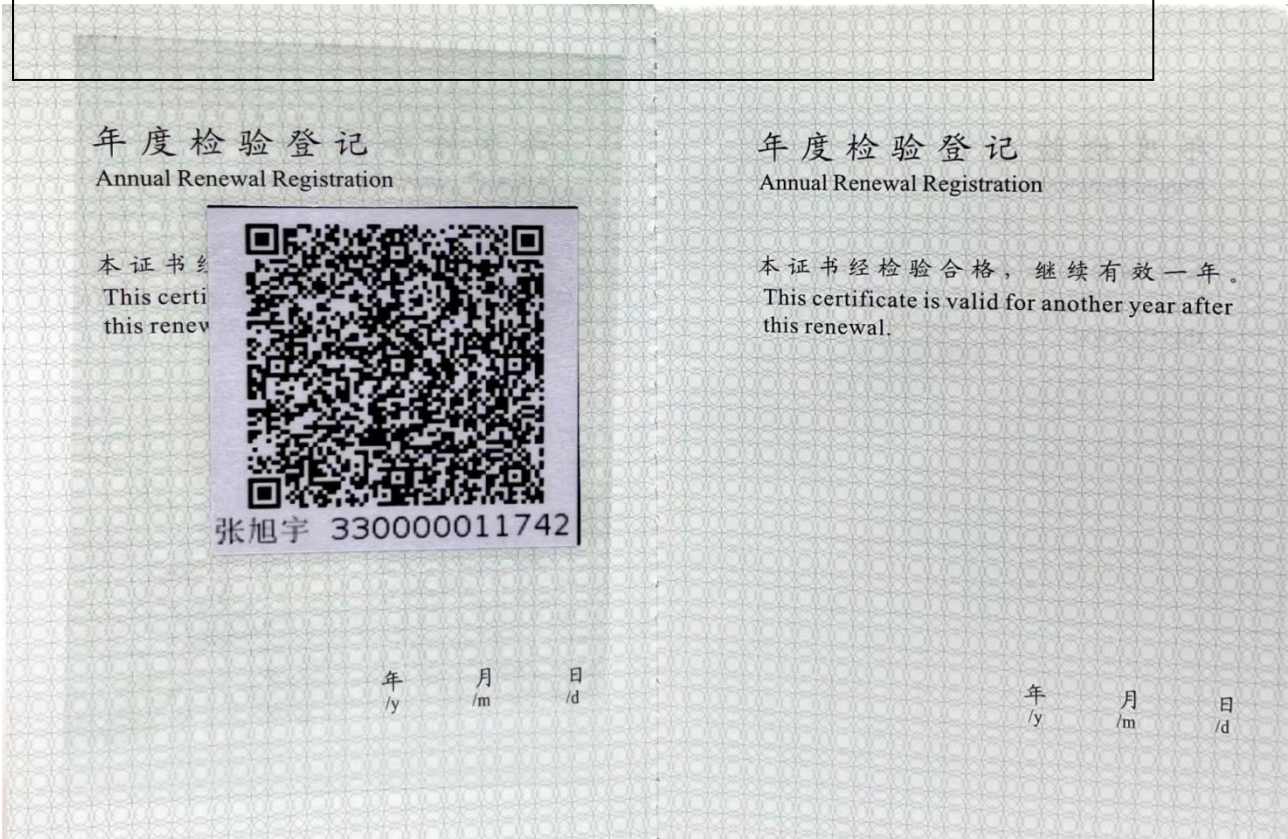 年度检验登记
Annual Renewal Registration
本证书经
This certi
this renew
张旭宇 330000011742
年 月 日
/y /m /d
年度检验登记
Annual Renewal Registration
本证书经检验合格，继续有效一年。
This certificate is valid for another year after
this renewal.
年 月 日
/y /m /d